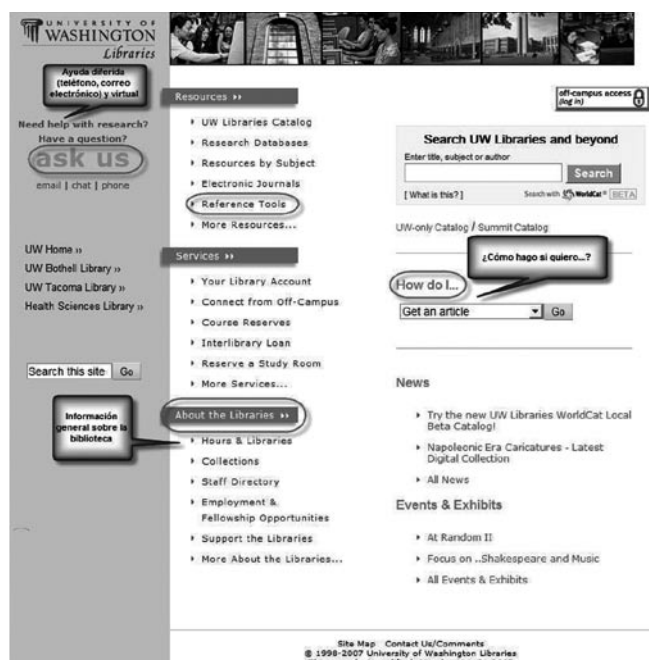 UNIVERSITY OF
WASHINGTON
Libraries
Ayuda diferida
(teléfono, correo
electrónico) y virtual
Need help with research?
Have a question?
ask us
email | chat | phone
UW Home »
UW Bothell Library »
UW Tacoma Library »
Health Sciences Library »
Search this site Go
Información
general sobre la
biblioteca
Resources ››
UW Libraries Catalog
Research Databases
Resources by Subject
Electronic Journals
Reference Tools
More Resources...
Services ››
Your Library Account
Connect from Off-Campus
Course Reserves
Interlibrary Loan
Reserve a Study Room
More Services...
About the Libraries ››
Hours & Libraries
Collections
Staff Directory
Employment &
Fellowship Opportunities
Support the Libraries
More About the Libraries...
off-campus access
(log in)
Search UW Libraries and beyond
Enter title, subject or author
Search
[ What is this? ] Search with WorldCat® BETA
UW-only Catalog / Summit Catalog
¿Cómo hago si quiero...?
How do I...
Get an article Go
News
Try the new UW Libraries WorldCat Local
Beta Catalog!
Napoleonic Era Caricatures - Latest
Digital Collection
All News
Events & Exhibits
At Random II
Focus on ..Shakespeare and Music
All Events & Exhibits
Site Map Contact Us/Comments
© 1998-2007 University of Washington Libraries